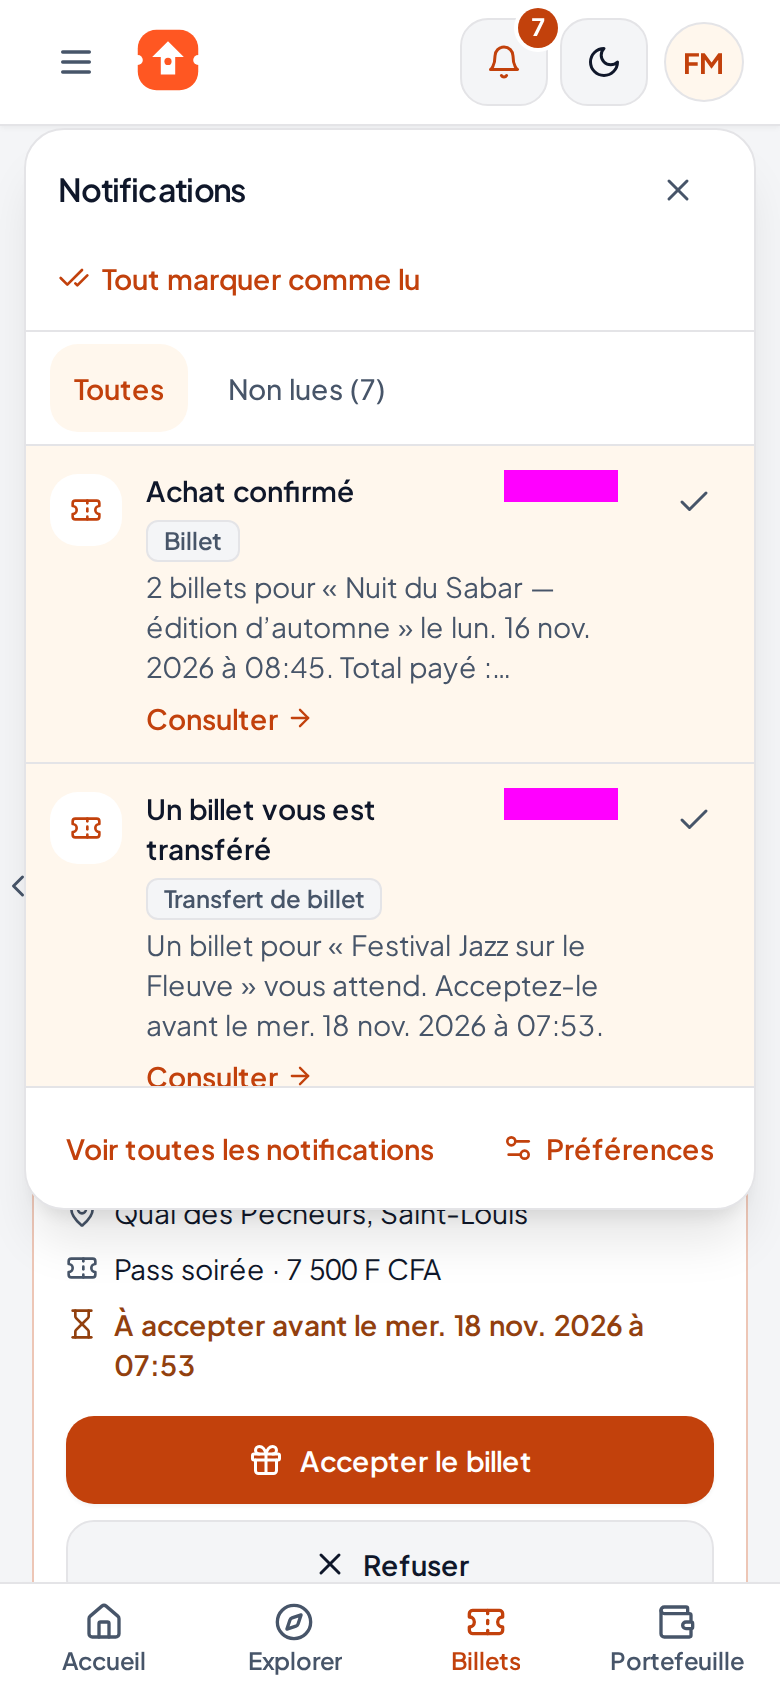 7
FM
Notifications
Tout marquer comme lu
Toutes
Non lues (7)
Achat confirmé
Billet
2 billets pour « Nuit du Sabar —
édition d’automne » le lun. 16 nov.
2026 à 08:45. Total payé :…
Consulter
Un billet vous est
transféré
Transfert de billet
Un billet pour « Festival Jazz sur le
Fleuve » vous attend. Acceptez-le
avant le mer. 18 nov. 2026 à 07:53.
Consulter
Voir toutes les notifications
Préférences
Quai des Pêcheurs, Saint-Louis
Pass soirée · 7 500 F CFA
À accepter avant le mer. 18 nov. 2026 à
07:53
Accepter le billet
Refuser
Accueil
Explorer
Billets
Portefeuille